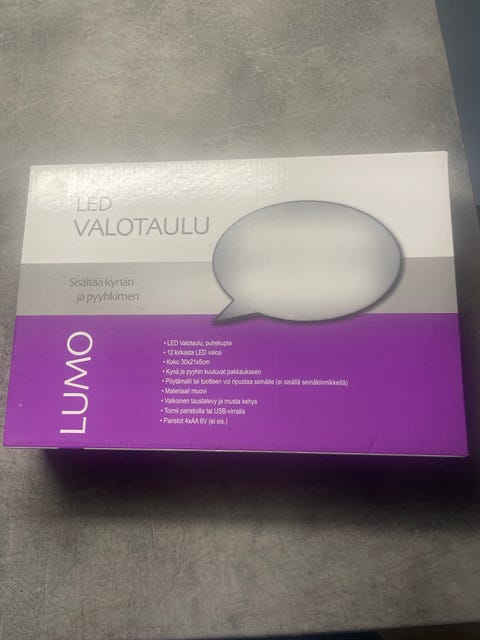 LED
VALOTAULU
Sisältää kynän
ja pyyhkimen
LUMO
• LED Valotaulu, puhekupla
• 12 kirkasta LED valoa
• Koko 30x21x5cm
• Kynä ja pyyhin kuuluvat pakkaukseen
• Pöytämalli tai tuotteen voi ripustaa seinälle (ei sisällä seinäkiinnikkeitä)
• Materiaali muovi
• Valkoinen taustalevy ja musta kehys
• Toimii paristoilla tai USB-virralla
• Paristot 4xAA 6V (ei sis.)